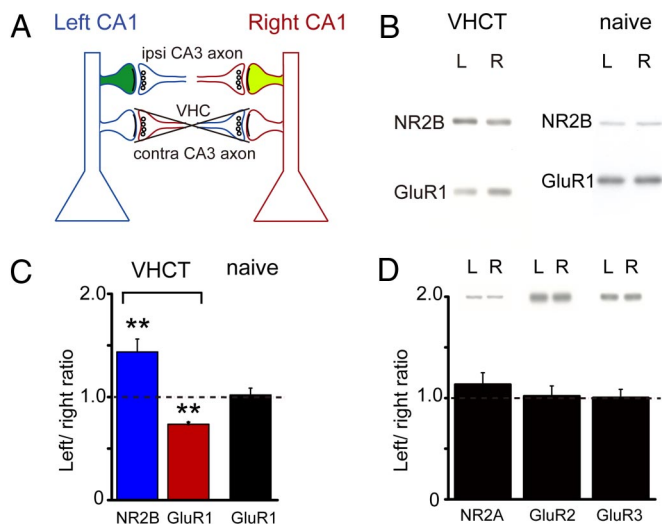 A
Left CA1
Right CA1
ipsi CA3 axon
VHC
contra CA3 axon
B
VHCT
naive
L R
L R
NR2B
GluR1
NR2B
GluR1
C
VHCT
naive
2.0
**
**
1.0
0
Left/ right ratio
NR2B GluR1 GluR1
D
L R L R L R
2.0
1.0
0
Left/ right ratio
NR2A GluR2 GluR3